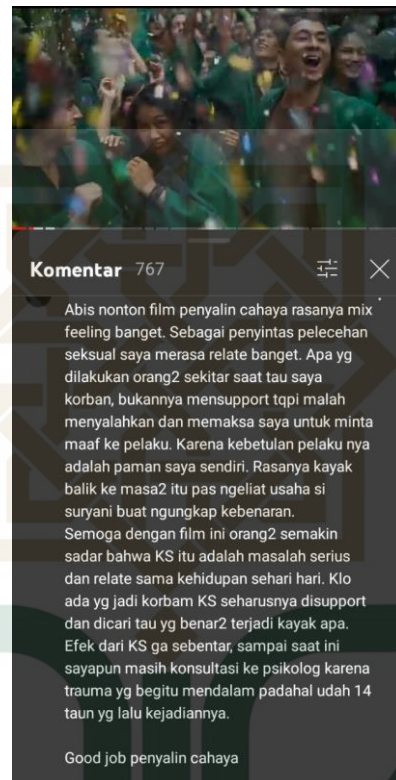 Komentar 767
Abis nonton film penyalin cahaya rasanya mix
feeling banget. Sebagai penyintas pelecehan
seksual saya merasa relate banget. Apa yg
dilakukan orang2 sekitar saat tau saya
korban, bukannya mensupport tqpi malah
menyalahkan dan memaksa saya untuk minta
maaf ke pelaku. Karena kebetulan pelaku nya
adalah paman saya sendiri. Rasanya kayak
balik ke masa2 itu pas ngeliat usaha si
suryani buat ngungkap kebenaran.
Semoga dengan film ini orang2 semakin
sadar bahwa KS itu adalah masalah serius
dan relate sama kehidupan sehari hari. Klo
ada yg jadi korbam KS seharusnya disupport
dan dicari tau yg benar2 terjadi kayak apa.
Efek dari KS ga sebentar, sampai saat ini
sayapun masih konsultasi ke psikolog karena
trauma yg begitu mendalam padahal udah 14
taun yg lalu kejadiannya.
Good job penyalin cahaya